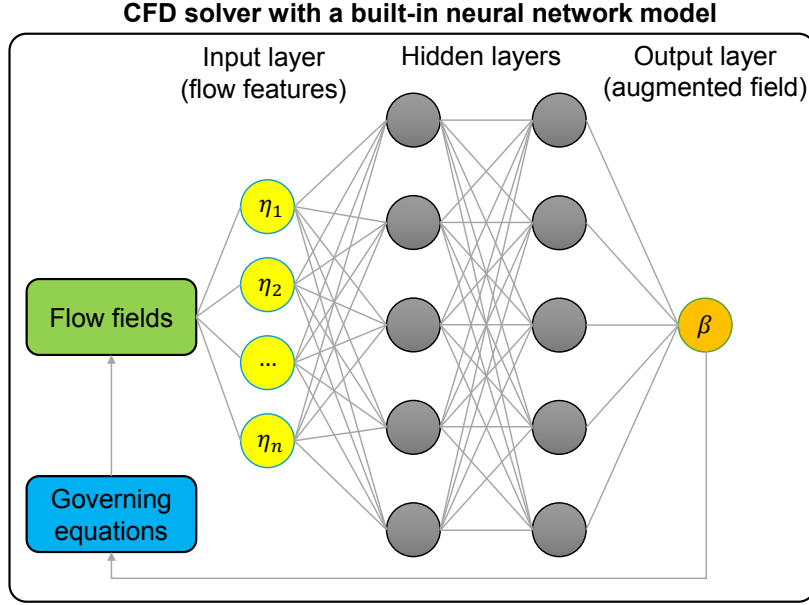 CFD solver with a built-in neural network model
Input layer
(flow features)
Hidden layers
Output layer
(augmented field)
η₁
η₂
...
ηₙ
Flow fields
β
Governing
equations